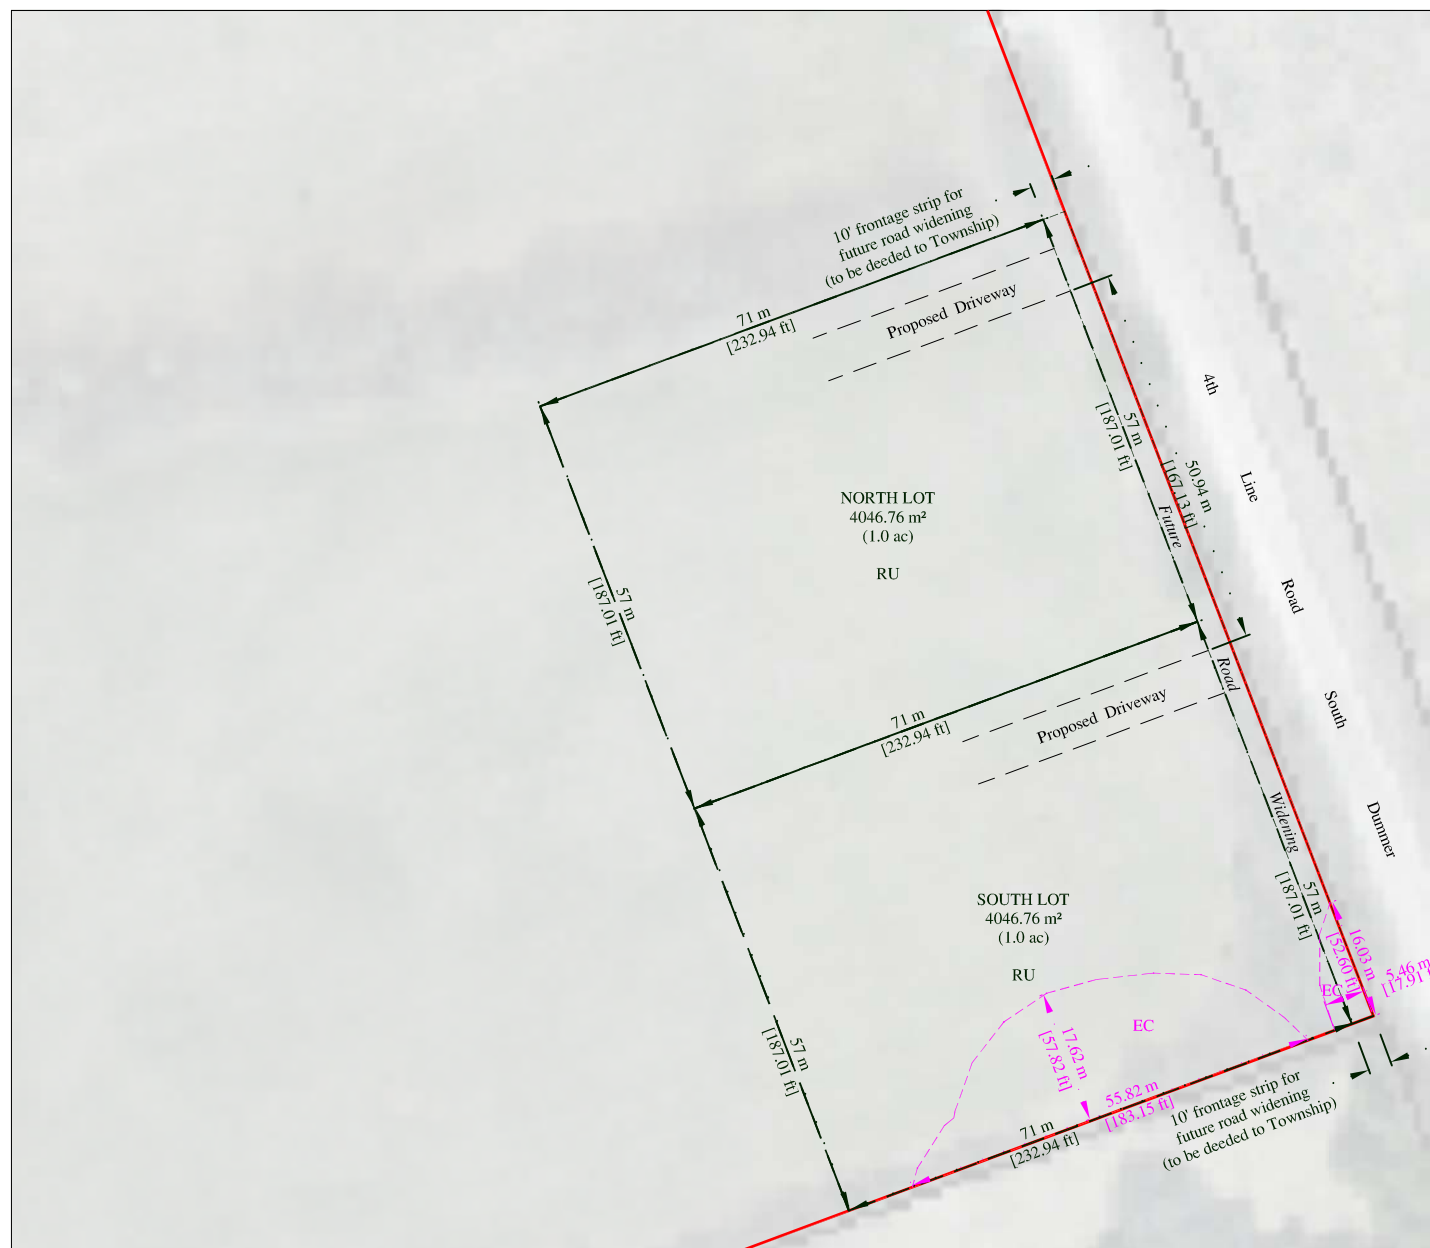 10' frontage strip for
future road widening
(to be deeded to Township)
71 m
[232.94 ft]
Proposed Driveway
57 m
[187.01 ft]
50.94 m
[167.13 ft]
NORTH LOT
4046.76 m²
(1.0 ac)
RU
57 m
[187.01 ft]
4th Line Road South Dummer
Future Road Widening
71 m
[232.94 ft]
Proposed Driveway
57 m
[187.01 ft]
SOUTH LOT
4046.76 m²
(1.0 ac)
RU
EC
17.62 m
[57.82 ft]
55.82 m
[183.15 ft]
EC
16.03 m
[52.60 ft]
5.46 m
[17.91
57 m
[187.01 ft]
71 m
[232.94 ft]
10' frontage strip for
future road widening
(to be deeded to Township)